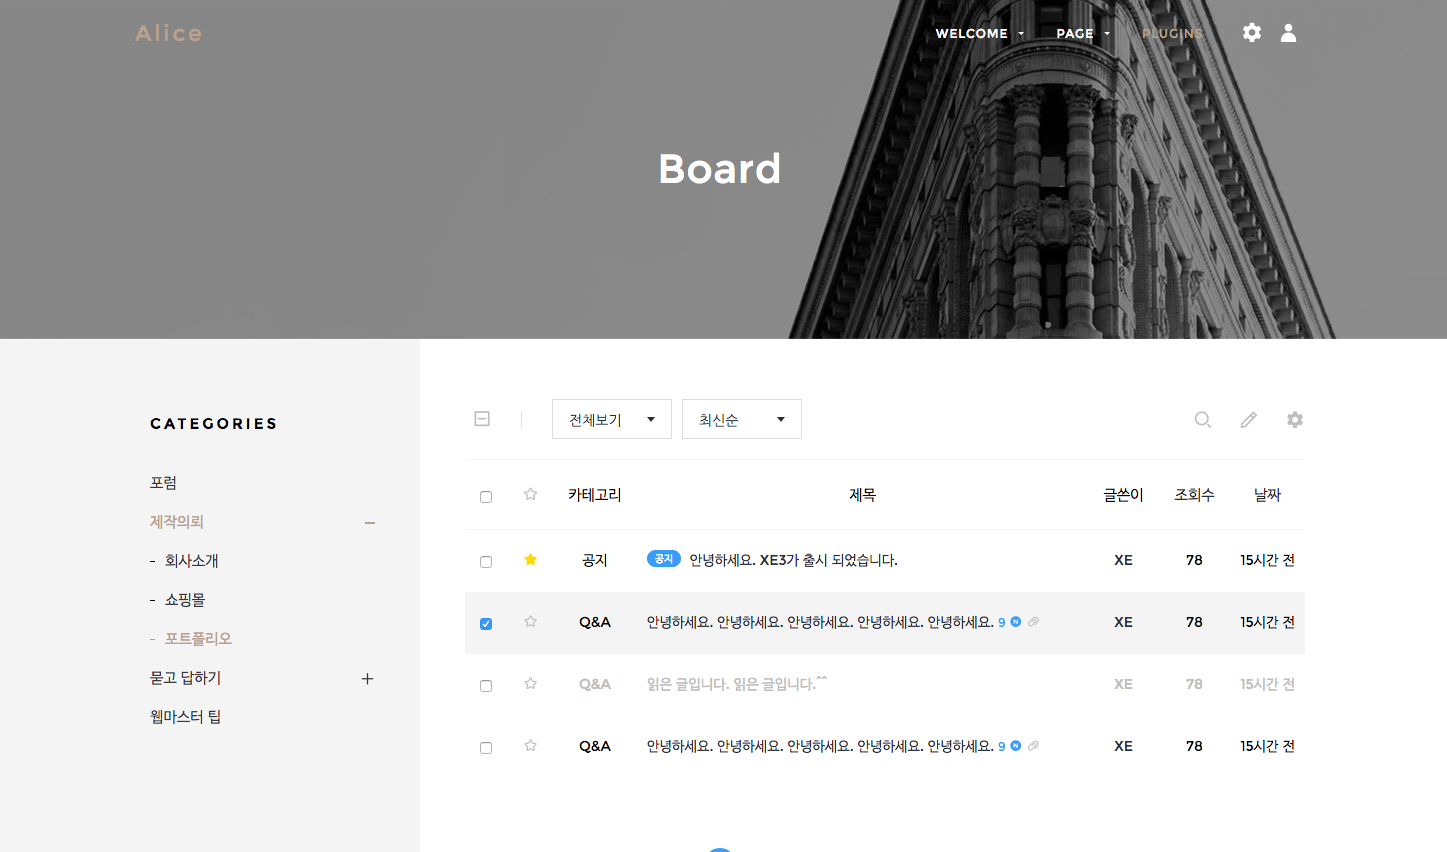 Alice
WELCOME PAGE PLUGINS
Board
CATEGORIES
포럼
제작의뢰
- 회사소개
- 쇼핑몰
- 포트폴리오
묻고 답하기
웹마스터 팁
전체보기 최신순
카테고리 제목 글쓴이 조회수 날짜
공지 공지 안녕하세요. XE3가 출시 되었습니다. XE 78 15시간 전
Q&A 안녕하세요. 안녕하세요. 안녕하세요. 안녕하세요. 안녕하세요. 9 N XE 78 15시간 전
Q&A 읽은 글입니다. 읽은 글입니다.^^ XE 78 15시간 전
Q&A 안녕하세요. 안녕하세요. 안녕하세요. 안녕하세요. 안녕하세요. 9 N XE 78 15시간 전